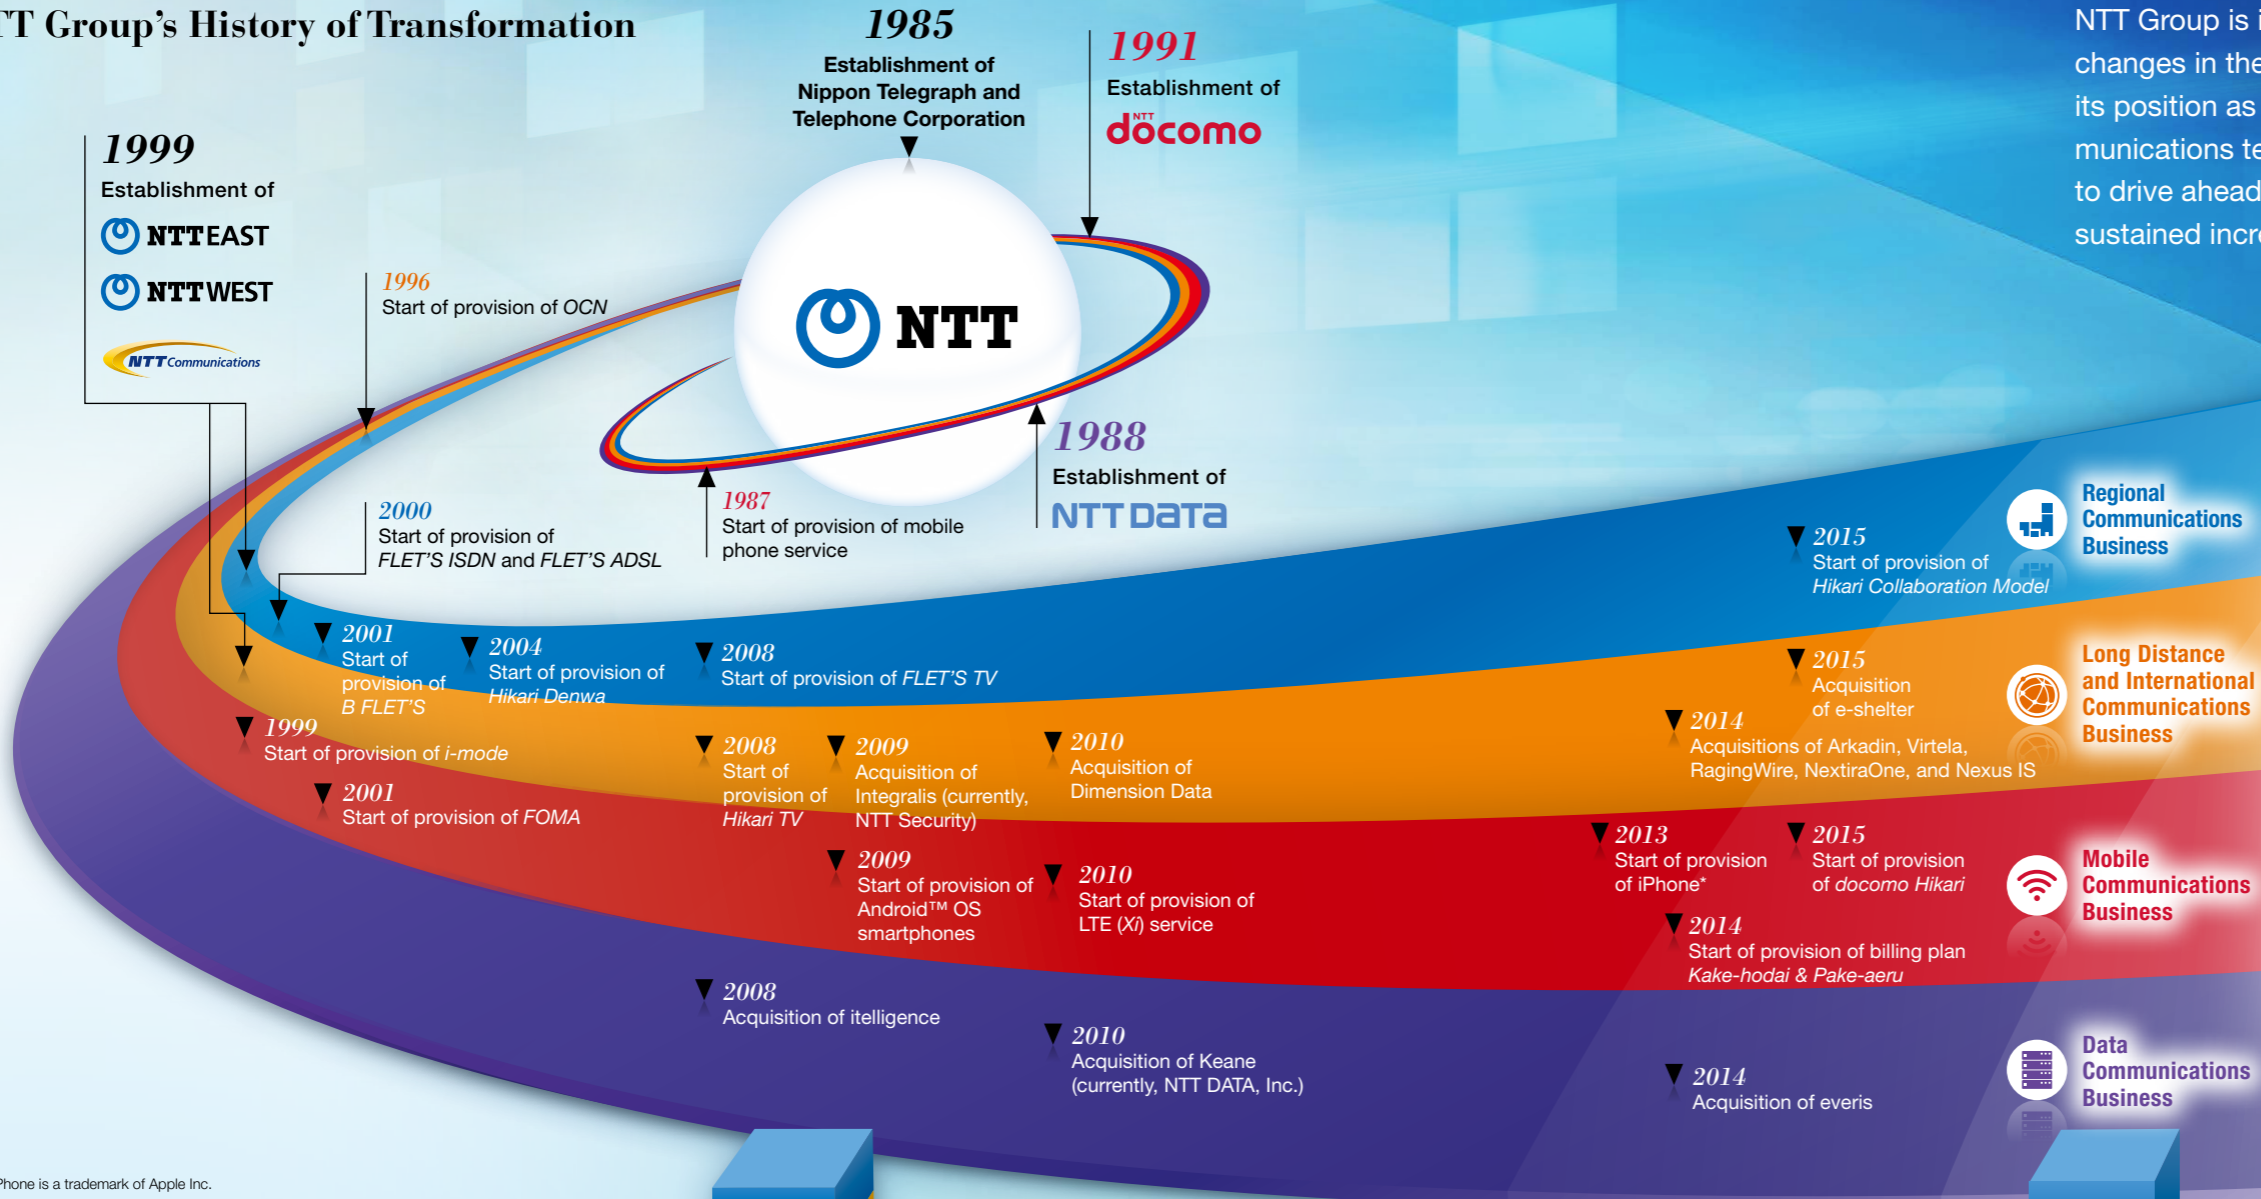 TT Group's History of Transformation
1985
Establishment of
Nippon Telegraph and
Telephone Corporation
1991
Establishment of
NTT
döcomo
NTT Group is
changes in the
its position as
munications
to drive ahead
sustained
1999
Establishment of
NTT EAST
NTT WEST
NTT Communications
1996
Start of provision of OCN
NTT
1988
Establishment of
NTT DATA
1987
Start of provision of mobile
phone service
2000
Start of provision of
FLET'S ISDN and FLET'S ADSL
2001
Start of
provision of
B FLET'S
2004
Start of provision of
Hikari Denwa
2008
Start of provision of FLET'S TV
2015
Start of provision of
Hikari Collaboration Model
Regional
Communications
Business
1999
Start of provision of i-mode
2008
Start of
provision of
Hikari TV
2009
Acquisition of
Integralis (currently,
NTT Security)
2010
Acquisition of
Dimension Data
2014
Acquisitions of Arkadin, Virtela,
RagingWire, NextiraOne, and Nexus IS
2015
Acquisition
of e-shelter
Long Distance
and International
Communications
Business
2001
Start of provision of FOMA
2009
Start of provision of
Android™ OS
smartphones
2010
Start of provision of
LTE (Xi) service
2013
Start of provision
of iPhone*
2015
Start of provision
of docomo Hikari
2014
Start of provision of billing plan
Kake-hodai & Pake-aeru
Mobile
Communications
Business
2008
Acquisition of itelligence
2010
Acquisition of Keane
(currently, NTT DATA, Inc.)
2014
Acquisition of everis
Data
Communications
Business
Phone is a trademark of Apple Inc.